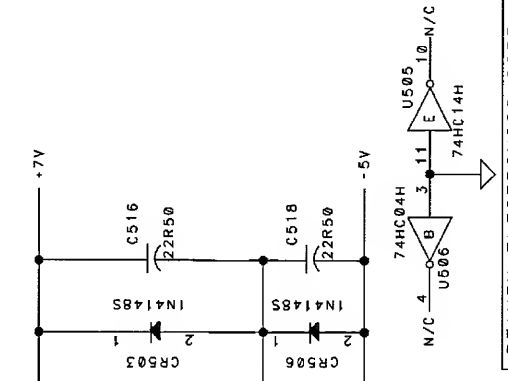 +7V
C516
22R50
1N4148S
1
2
CR503
-5V
C518
22R50
1N4148S
1
2
CR506
N/C
10
U505
E
74HC14H
11
3
74HC04H
B
U506
4
N/C